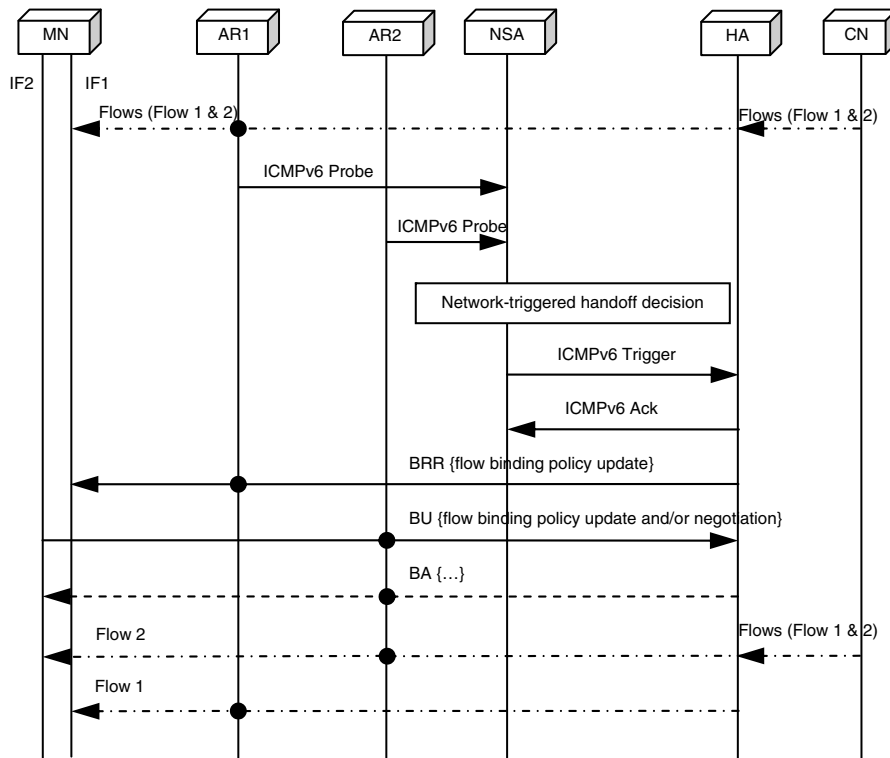 MN
AR1
AR2
NSA
HA
CN
IF2
IF1
Flows (Flow 1 & 2)
Flows (Flow 1 & 2)
ICMPv6 Probe
ICMPv6 Probe
Network-triggered handoff decision
ICMPv6 Trigger
ICMPv6 Ack
BRR {flow binding policy update}
BU {flow binding policy update and/or negotiation}
BA {…}
Flow 2
Flows (Flow 1 & 2)
Flow 1